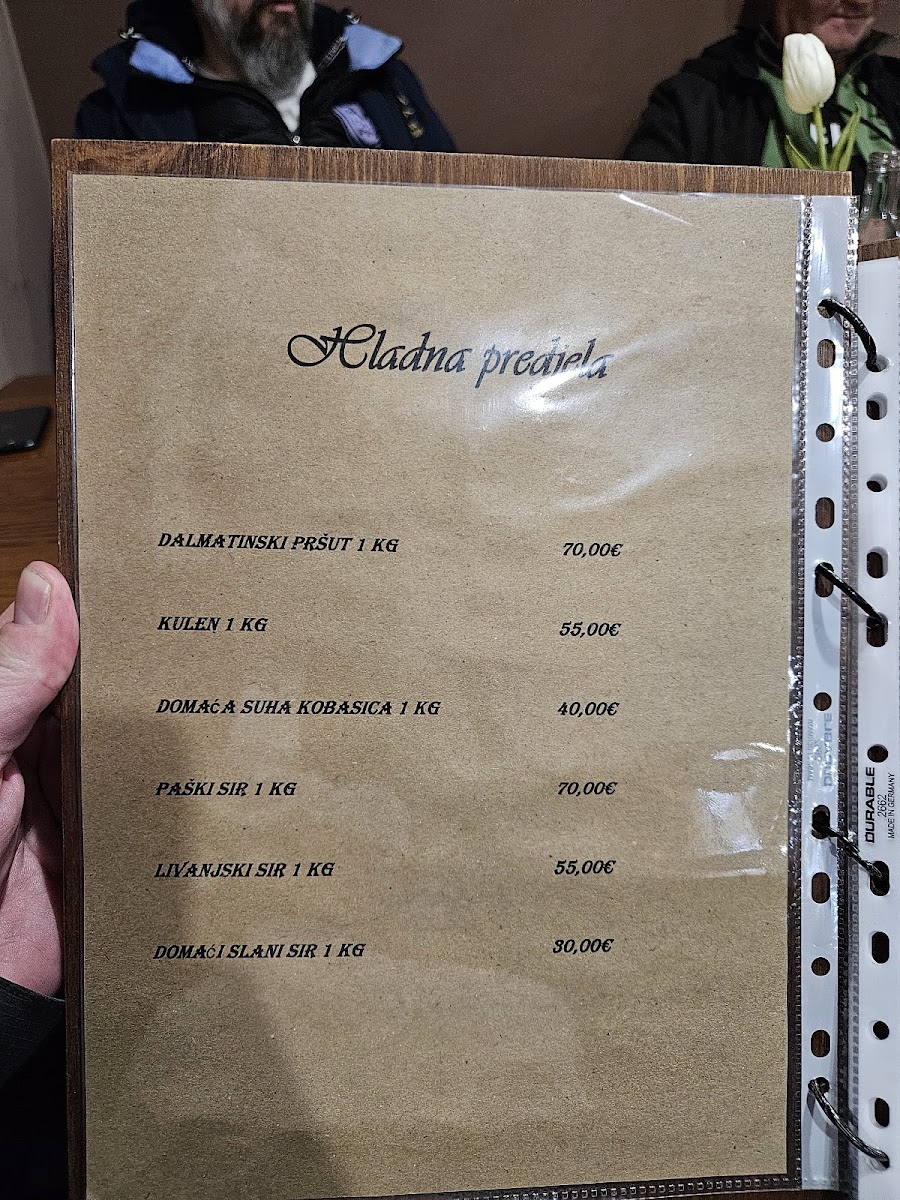 Hladna predjela
DALMATINSKI PRŠUT 1 KG 70,00€
KULEN 1 KG 55,00€
DOMAćA SUHA KOBASICA 1 KG 40,00€
PAŠKI SIR 1 KG 70,00€
LIVANJSKI SIR 1 KG 55,00€
DOMAćI SLANI SIR 1 KG 30,00€
DURABLE
2662
MADE IN GERMANY